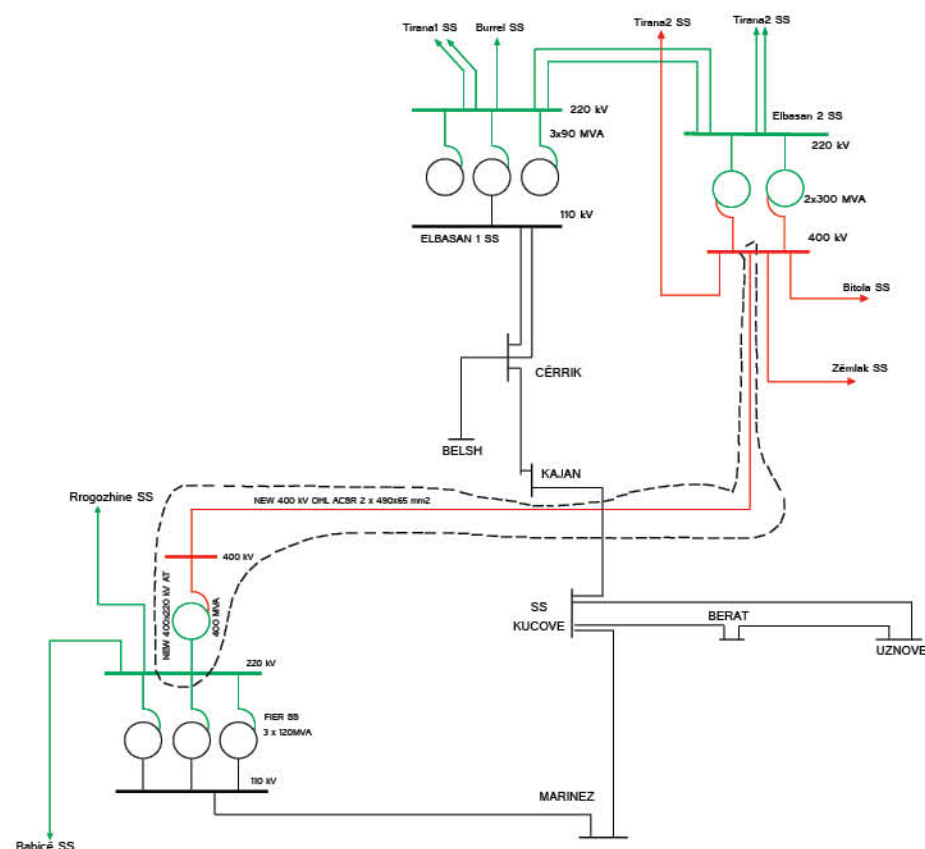 Tirana1 SS
Burrel SS
Tirana2 SS
Tirana2 SS
220 kV
3x90 MVA
Elbasan 2 SS
220 kV
2x300 MVA
110 kV
ELBASAN 1 SS
400 kV
Bitola SS
CËRRIK
Zëmlak SS
BELSH
KAJAN
Rrogozhine SS
NEW 400 kV OHL ACSR 2 x 490x65 mm2
400 kV
NEW 400x220 kV AT
400 MVA
SS
KUCOVE
BERAT
UZNOVE
220 kV
FIER SS
3 x 120MVA
110 kV
MARINEZ
Babicë SS